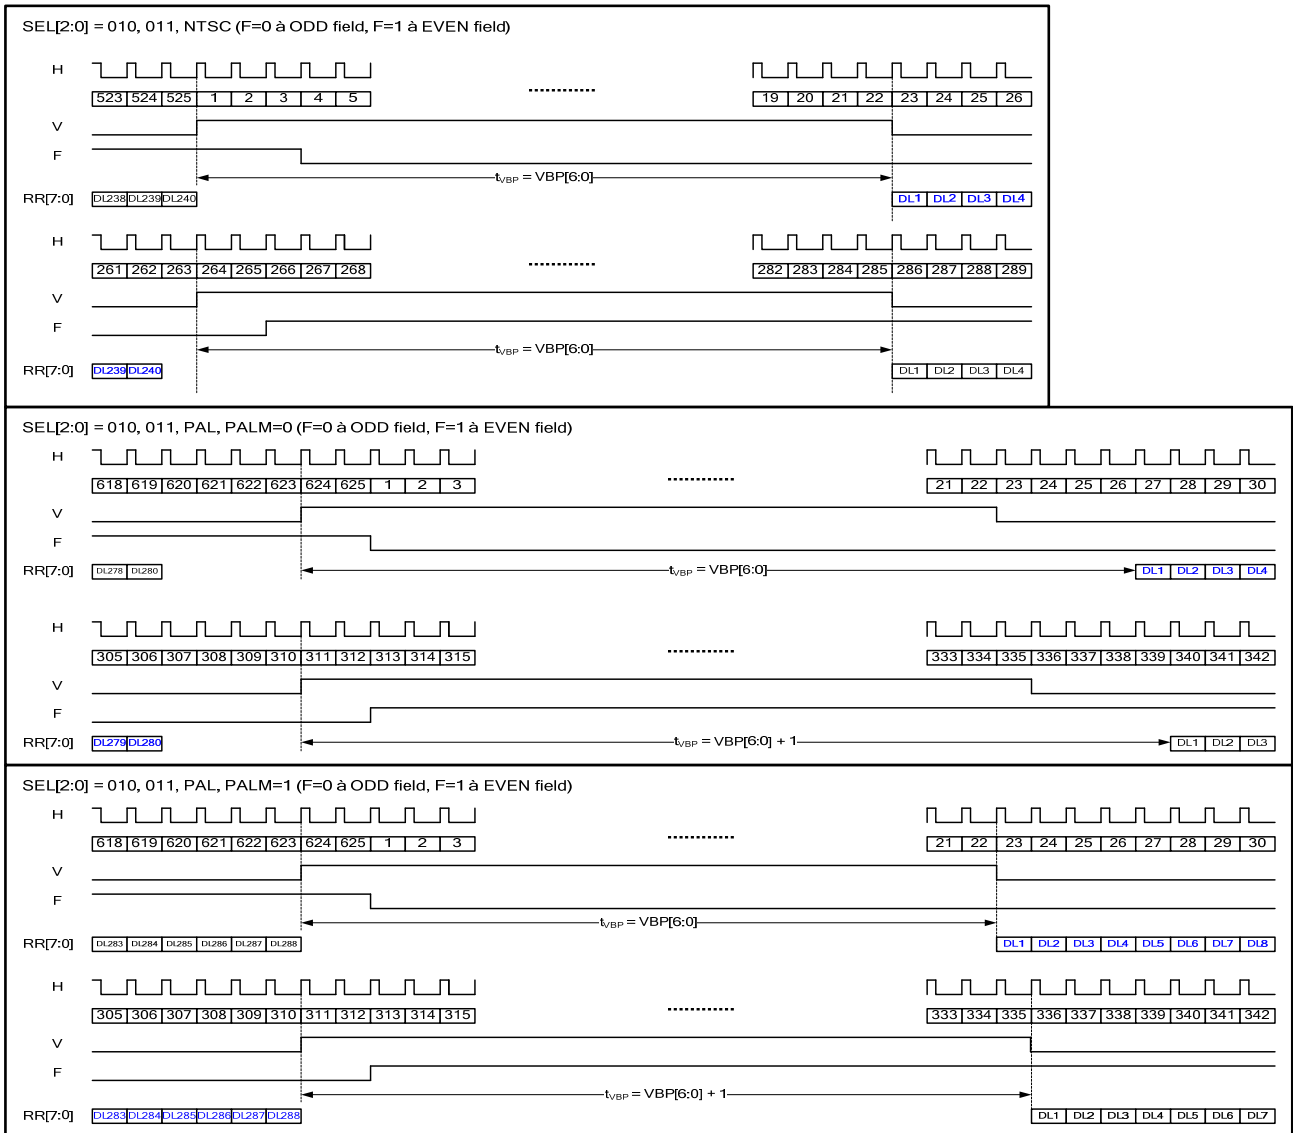 SEL[2:0] = 010, 011, NTSC (F=0 à ODD field, F=1 à EVEN field)
H
523 524 525 1 2 3 4 5 19 20 21 22 23 24 25 26
V
F
tVBP = VBP[6:0]
RR[7:0] DL238 DL239 DL240 DL1 DL2 DL3 DL4
H
261 262 263 264 265 266 267 268 282 283 284 285 286 287 288 289
V
F
tVBP = VBP[6:0]
RR[7:0] DL239 DL240 DL1 DL2 DL3 DL4
SEL[2:0] = 010, 011, PAL, PALM=0 (F=0 à ODD field, F=1 à EVEN field)
H
618 619 620 621 622 623 624 625 1 2 3 21 22 23 24 25 26 27 28 29 30
V
F
RR[7:0] DL278 DL280 tVBP = VBP[6:0] DL1 DL2 DL3 DL4
H
305 306 307 308 309 310 311 312 313 314 315 333 334 335 336 337 338 339 340 341 342
V
F
RR[7:0] DL279 DL280 tVBP = VBP[6:0] + 1 DL1 DL2 DL3
SEL[2:0] = 010, 011, PAL, PALM=1 (F=0 à ODD field, F=1 à EVEN field)
H
618 619 620 621 622 623 624 625 1 2 3 21 22 23 24 25 26 27 28 29 30
V
F
tVBP = VBP[6:0]
RR[7:0] DL283 DL284 DL285 DL286 DL287 DL288 DL1 DL2 DL3 DL4 DL5 DL6 DL7 DL8
H
305 306 307 308 309 310 311 312 313 314 315 333 334 335 336 337 338 339 340 341 342
V
F
tVBP = VBP[6:0] + 1
RR[7:0] DL283 DL284 DL285 DL286 DL287 DL288 DL1 DL2 DL3 DL4 DL5 DL6 DL7